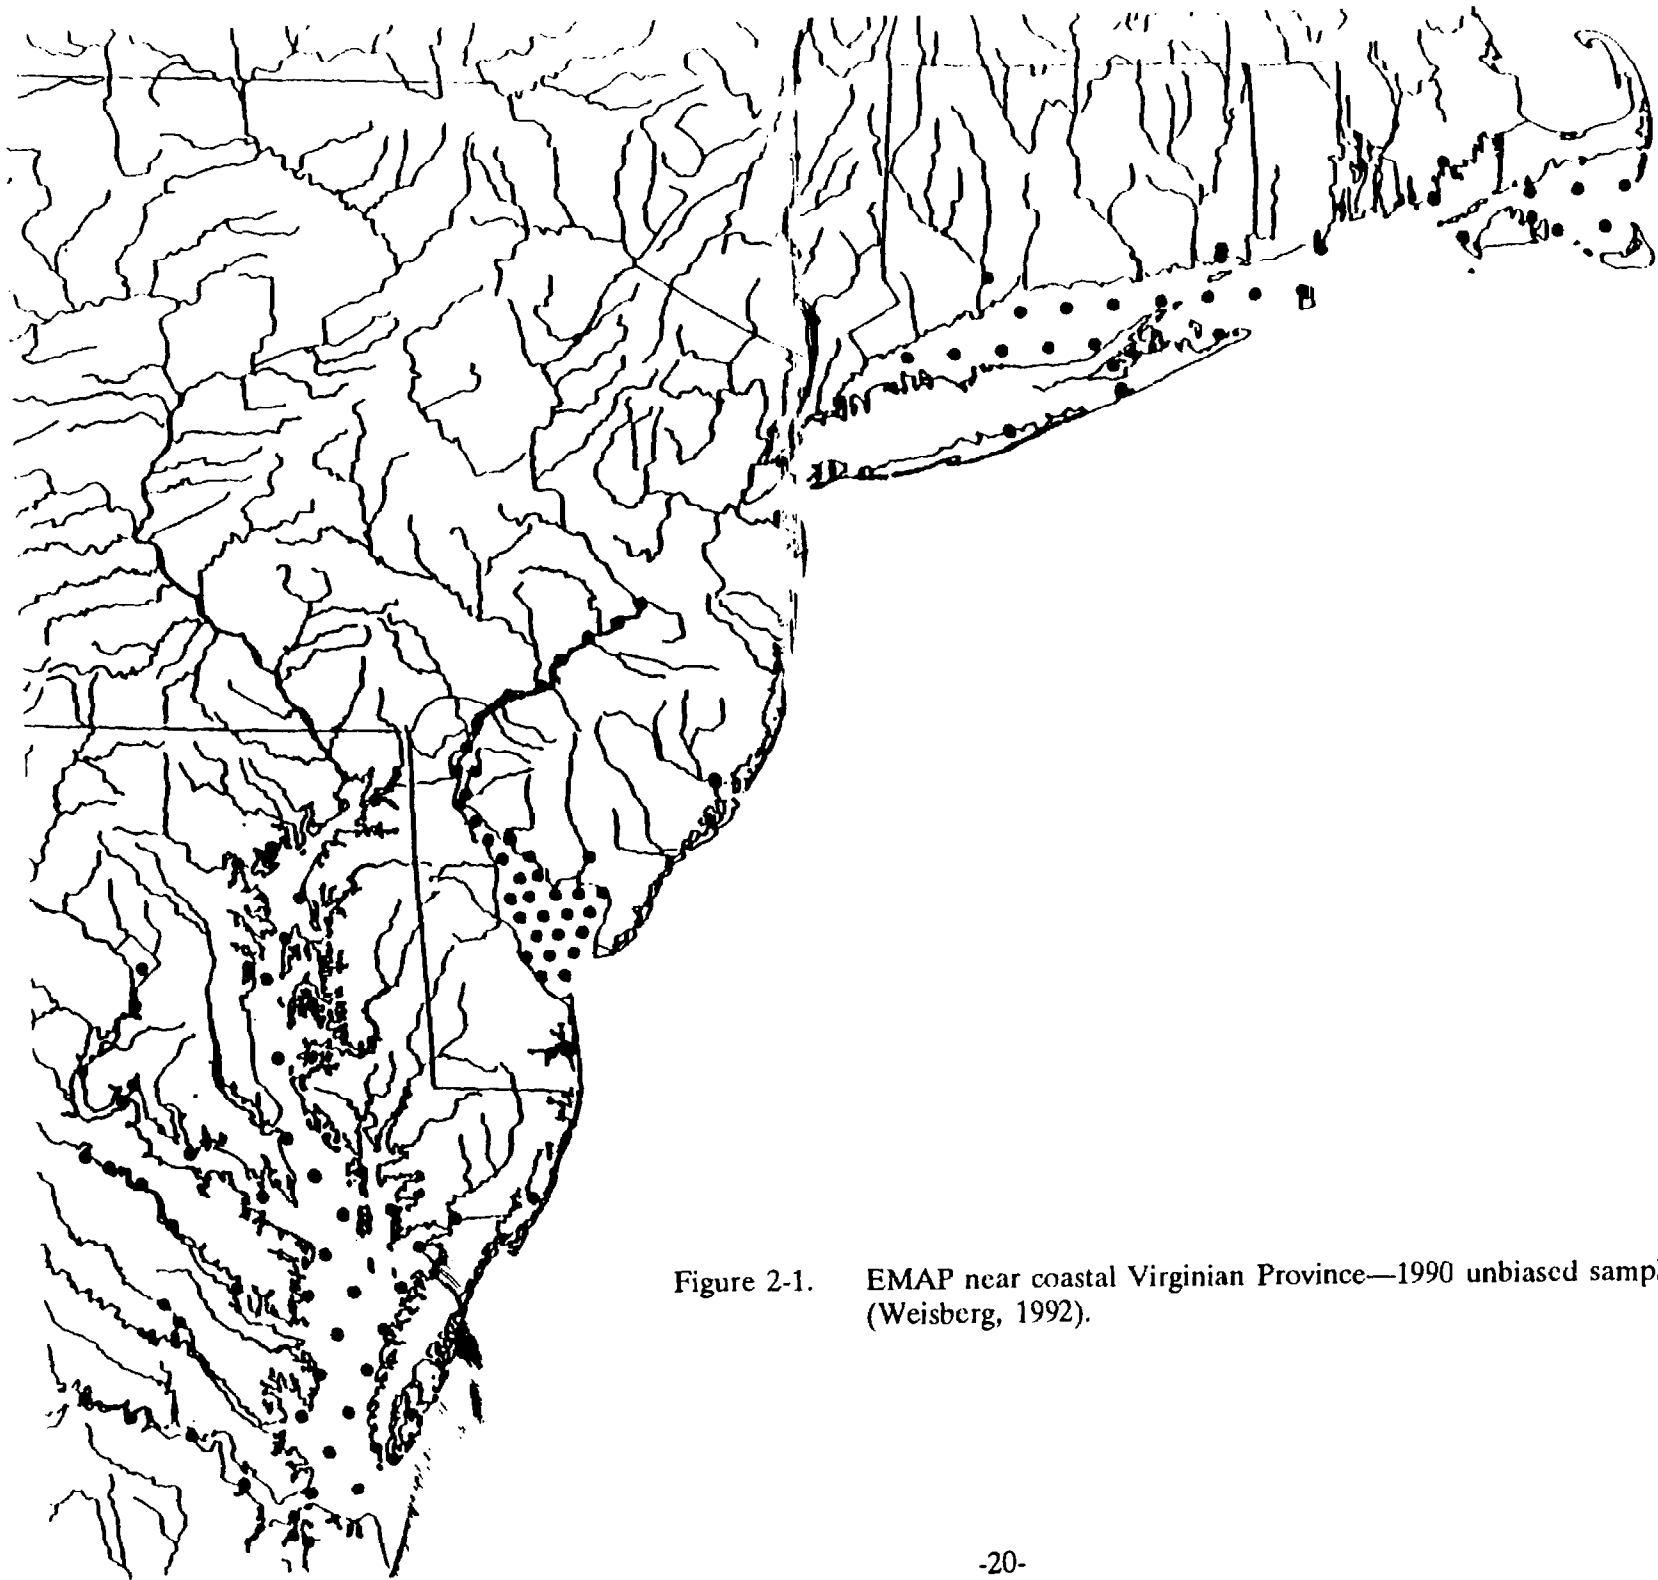 Figure 2-1. EMAP near coastal Virginian Province—1990 unbiased
(Weisberg, 1992).
-20-